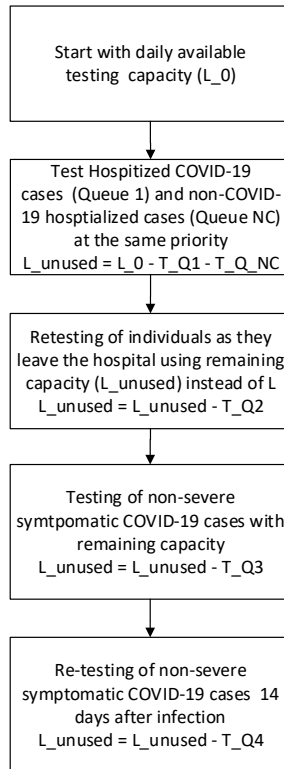 Start with daily available
testing  capacity (L_0)
Test Hospitized COVID-19
cases  (Queue 1) and non-COVID-
19 hosptialized cases (Queue NC)
at the same priority
L_unused = L_0 - T_Q1 - T_Q_NC
Retesting of individuals as they
leave the hospital using remaining
capacity (L_unused) instead of L
L_unused = L_unused - T_Q2
Testing of non-severe
symtpomatic COVID-19 cases with
remaining capacity
L_unused = L_unused - T_Q3
Re-testing of non-severe
symptomatic COVID-19 cases  14
days after infection
L_unused = L_unused - T_Q4